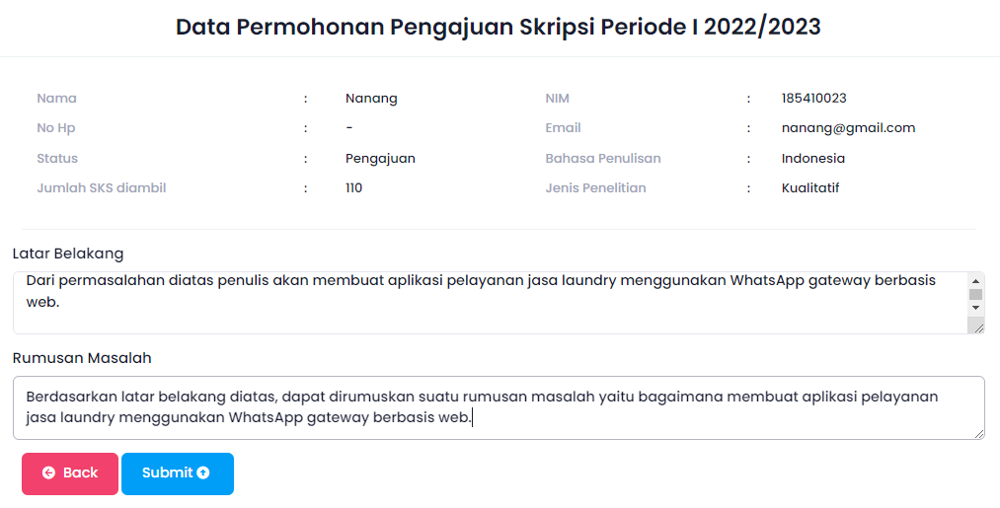 Data Permohonan Pengajuan Skripsi Periode I 2022/2023
Nama : Nanang NIM : 185410023
No Hp : - Email : nanang@gmail.com
Status : Pengajuan Bahasa Penulisan : Indonesia
Jumlah SKS diambil : 110 Jenis Penelitian : Kualitatif
Latar Belakang
Dari permasalahan diatas penulis akan membuat aplikasi pelayanan jasa laundry menggunakan WhatsApp gateway berbasis
web.
Rumusan Masalah
Berdasarkan latar belakang diatas, dapat dirumuskan suatu rumusan masalah yaitu bagaimana membuat aplikasi pelayanan
jasa laundry menggunakan WhatsApp gateway berbasis web.
Back Submit